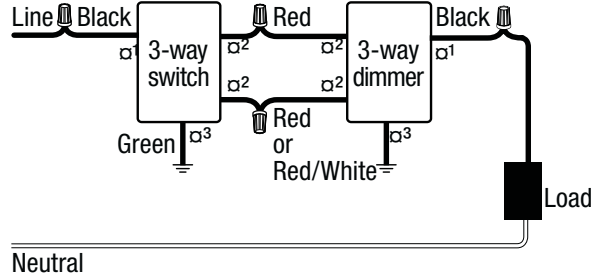 Line Black
¤1
3-way
switch
¤2
Red
¤2
3-way
dimmer
Black
¤1
¤2
¤2
Green
¤3
Red
or
Red/White
¤3
Load
Neutral